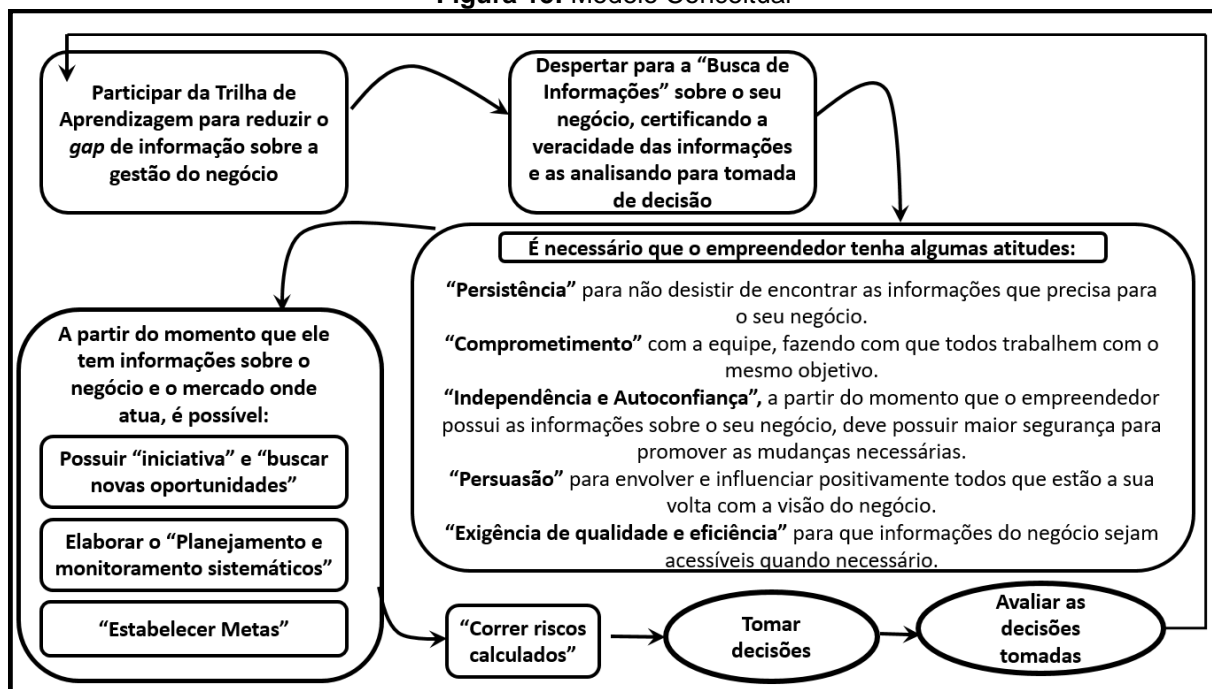 Figura 13. Modelo Conceitual
Participar da Trilha de
Aprendizagem para reduzir o
gap de informação sobre a
gestão do negócio
Despertar para a “Busca de
Informações” sobre o seu
negócio, certificando a
veracidade das informações
e as analisando para tomada
de decisão
É necessário que o empreendedor tenha algumas atitudes:
“Persistência” para não desistir de encontrar as informações que precisa para
o seu negócio.
“Comprometimento” com a equipe, fazendo com que todos trabalhem com o
mesmo objetivo.
“Independência e Autoconfiança”, a partir do momento que o empreendedor
possui as informações sobre o seu negócio, deve possuir maior segurança para
promover as mudanças necessárias.
“Persuasão” para envolver e influenciar positivamente todos que estão a sua
volta com a visão do negócio.
“Exigência de qualidade e eficiência” para que informações do negócio sejam
acessíveis quando necessário.
A partir do momento que ele
tem informações sobre o
negócio e o mercado onde
atua, é possível:
Possuir “iniciativa” e “buscar
novas oportunidades”
Elaborar o “Planejamento e
monitoramento sistemáticos”
“Estabelecer Metas”
“Correr riscos
calculados”
Tomar
decisões
Avaliar as
decisões
tomadas